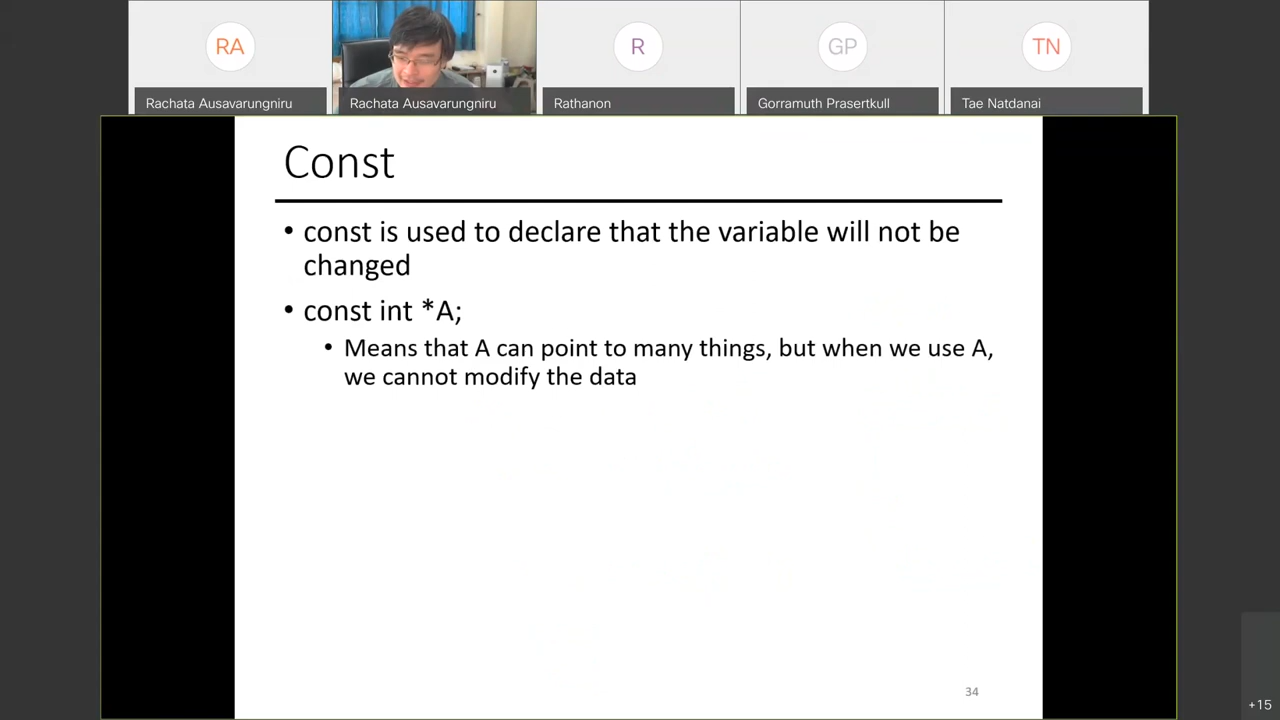 RA
R
GP
TN
Rachata Ausavarungniru
Rachata Ausavarungniru
Rathanon
Gorramuth Prasertkull
Tae Natdanai
Const
• const is used to declare that the variable will not be
changed
• const int *A;
• Means that A can point to many things, but when we use A,
we cannot modify the data
34
+15